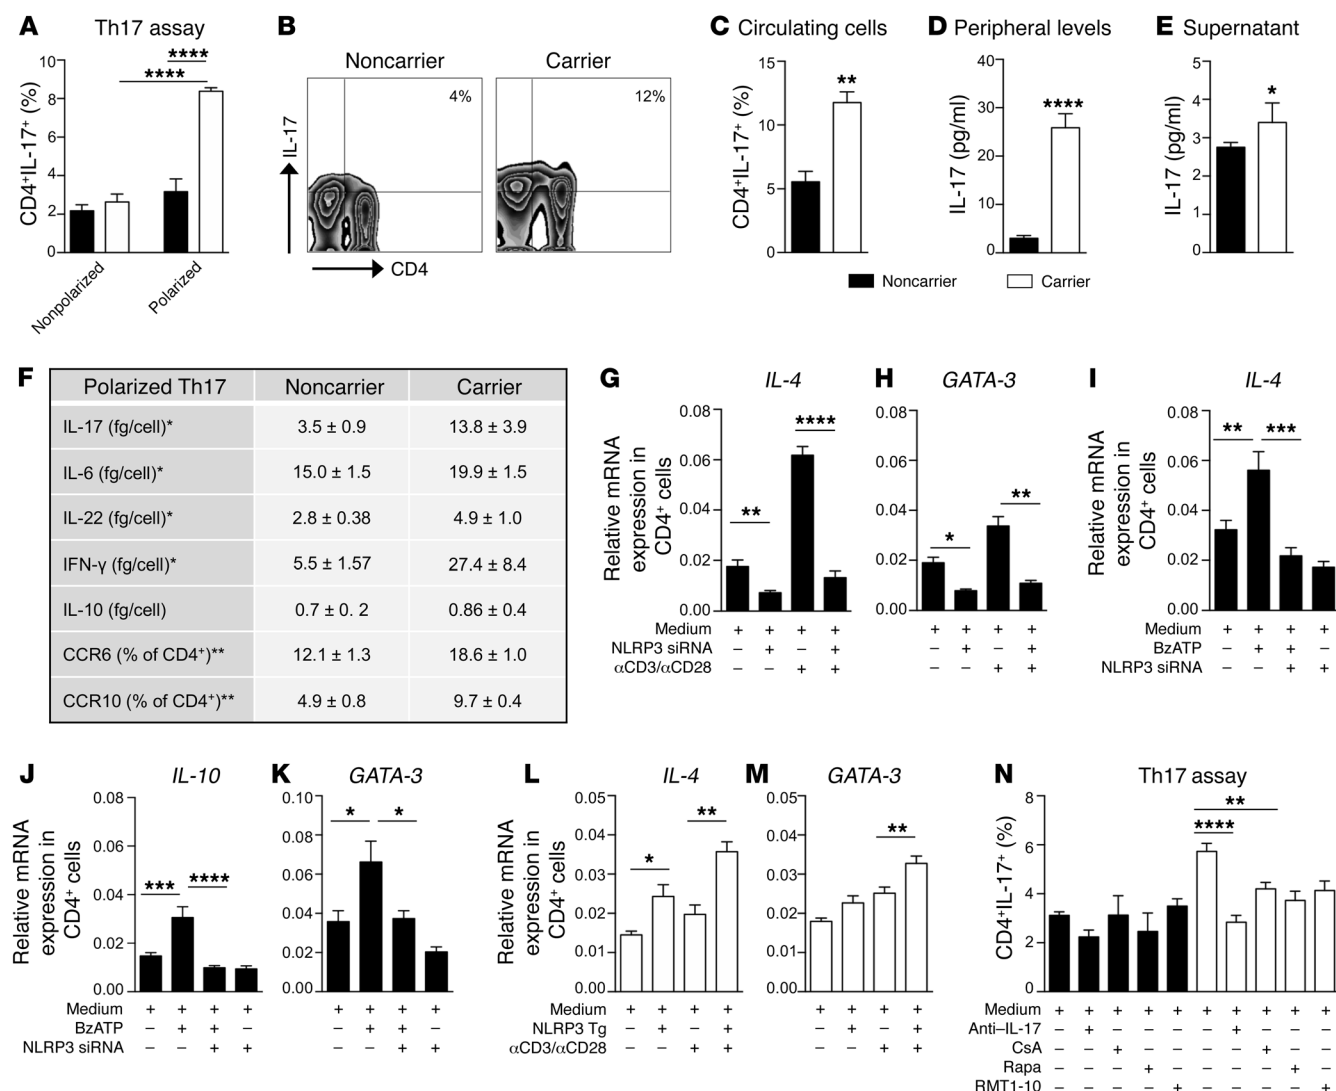 A Th17 assay
CD4+IL-17+ (%)
10
8
6
4
2
0
****
****
Nonpolarized
Polarized
B
Noncarrier
Carrier
4%
12%
IL-17
CD4
C Circulating cells
CD4+IL-17+ (%)
15
10
5
0
**
D Peripheral levels
IL-17 (pg/ml)
40
30
20
10
0
****
E Supernatant
IL-17 (pg/ml)
5
4
3
2
1
0
*
Noncarrier
Carrier
F
Polarized Th17 Noncarrier Carrier
IL-17 (fg/cell)* 3.5 ± 0.9 13.8 ± 3.9
IL-6 (fg/cell)* 15.0 ± 1.5 19.9 ± 1.5
IL-22 (fg/cell)* 2.8 ± 0.38 4.9 ± 1.0
IFN-γ (fg/cell)* 5.5 ± 1.57 27.4 ± 8.4
IL-10 (fg/cell) 0.7 ± 0. 2 0.86 ± 0.4
CCR6 (% of CD4+)** 12.1 ± 1.3 18.6 ± 1.0
CCR10 (% of CD4+)** 4.9 ± 0.8 9.7 ± 0.4
G IL-4
Relative mRNA
expression in
CD4+ cells
0.08
0.06
0.04
0.02
0.00
**
****
Medium + + + +
NLRP3 siRNA – + – +
αCD3/αCD28 – – + +
H GATA-3
0.08
0.06
0.04
0.02
0.00
*
**
+ + + +
– + – +
– – + +
I IL-4
Relative mRNA
expression in
CD4+ cells
0.08
0.06
0.04
0.02
0.00
** ***
Medium + + + +
BzATP – + + –
NLRP3 siRNA – – + +
J IL-10
Relative mRNA
expression in
CD4+ cells
0.08
0.06
0.04
0.02
0.00
*** ****
Medium + + + +
BzATP – + + –
NLRP3 siRNA – – + +
K GATA-3
0.10
0.08
0.06
0.04
0.02
0.00
* *
+ + + +
– + + –
– – + +
L IL-4
Relative mRNA
expression in
CD4+ cells
0.05
0.04
0.03
0.02
0.01
0.00
*
**
Medium + + + +
NLRP3 Tg – + – +
αCD3/αCD28 – – + +
M GATA-3
0.05
0.04
0.03
0.02
0.01
0.00
**
+ + + +
– + – +
– – + +
N Th17 assay
CD4+IL-17+ (%)
8
6
4
2
0
**
****
Medium + + + + + + + + + +
Anti–IL-17 – + – – – – + – – –
CsA – – + – – – – + – –
Rapa – – – + – – – – + –
RMT1-10 – – – – + – – – – +